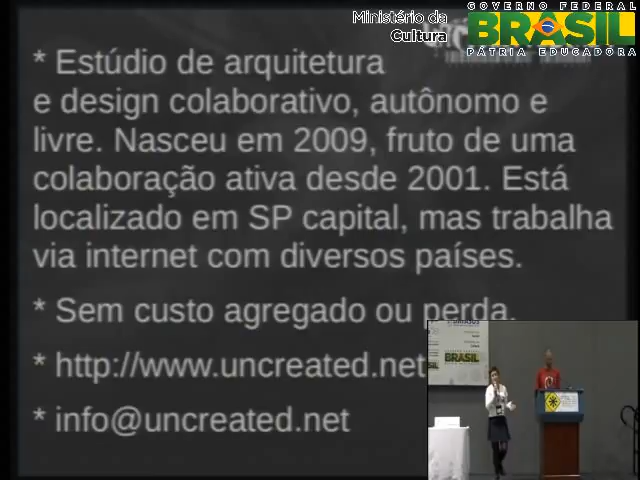 Ministério da
Cultura
GOVERNO FEDERAL
BRASIL
PÁTRIA EDUCADORA
* Estúdio de arquitetura
e design colaborativo, autônomo e
livre. Nasceu em 2009, fruto de uma
colaboração ativa desde 2001. Está
localizado em SP capital, mas trabalha
via internet com diversos países.
* Sem custo agregado ou perda.
* http://www.uncreated.net
* info@uncreated.net
BRASIL